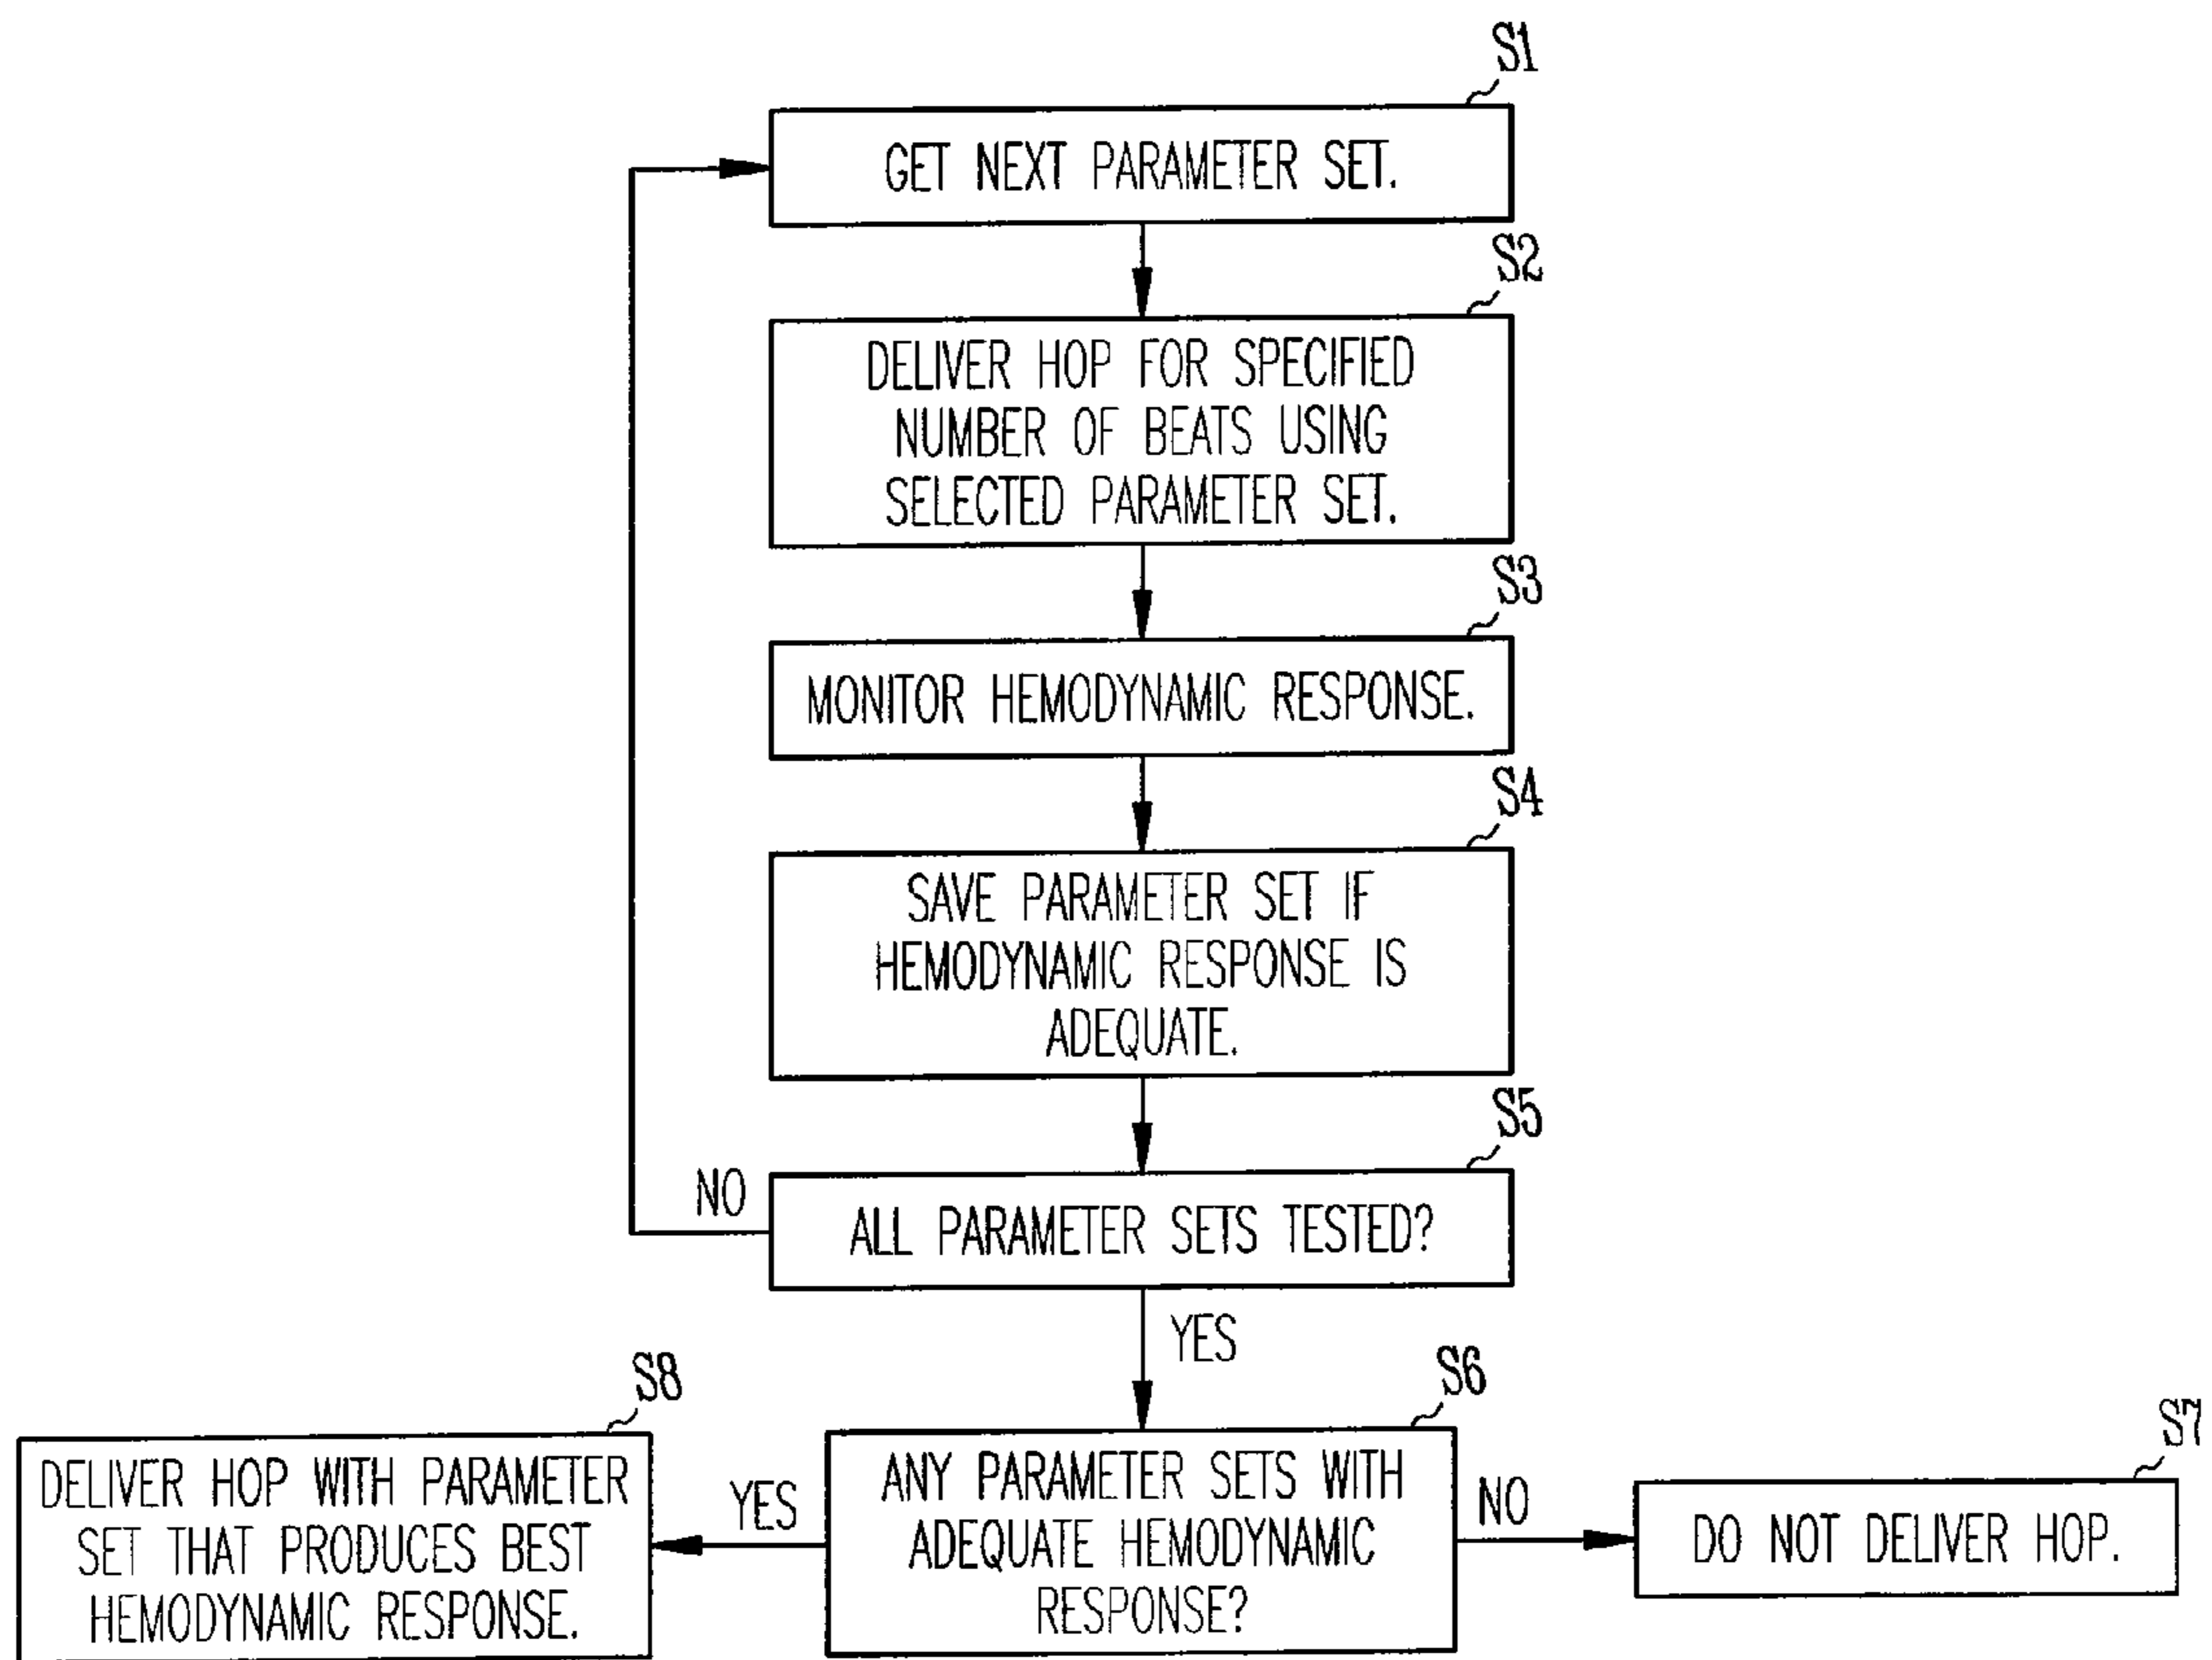 S1
GET NEXT PARAMETER SET.
S2
DELIVER HOP FOR SPECIFIED
NUMBER OF BEATS USING
SELECTED PARAMETER SET.
S3
MONITOR HEMODYNAMIC RESPONSE.
S4
SAVE PARAMETER SET IF
HEMODYNAMIC RESPONSE IS
ADEQUATE.
S5
NO
ALL PARAMETER SETS TESTED?
YES
S8
DELIVER HOP WITH PARAMETER
SET THAT PRODUCES BEST
HEMODYNAMIC RESPONSE.
YES
S6
ANY PARAMETER SETS WITH
ADEQUATE HEMODYNAMIC
RESPONSE?
NO
S7
DO NOT DELIVER HOP.